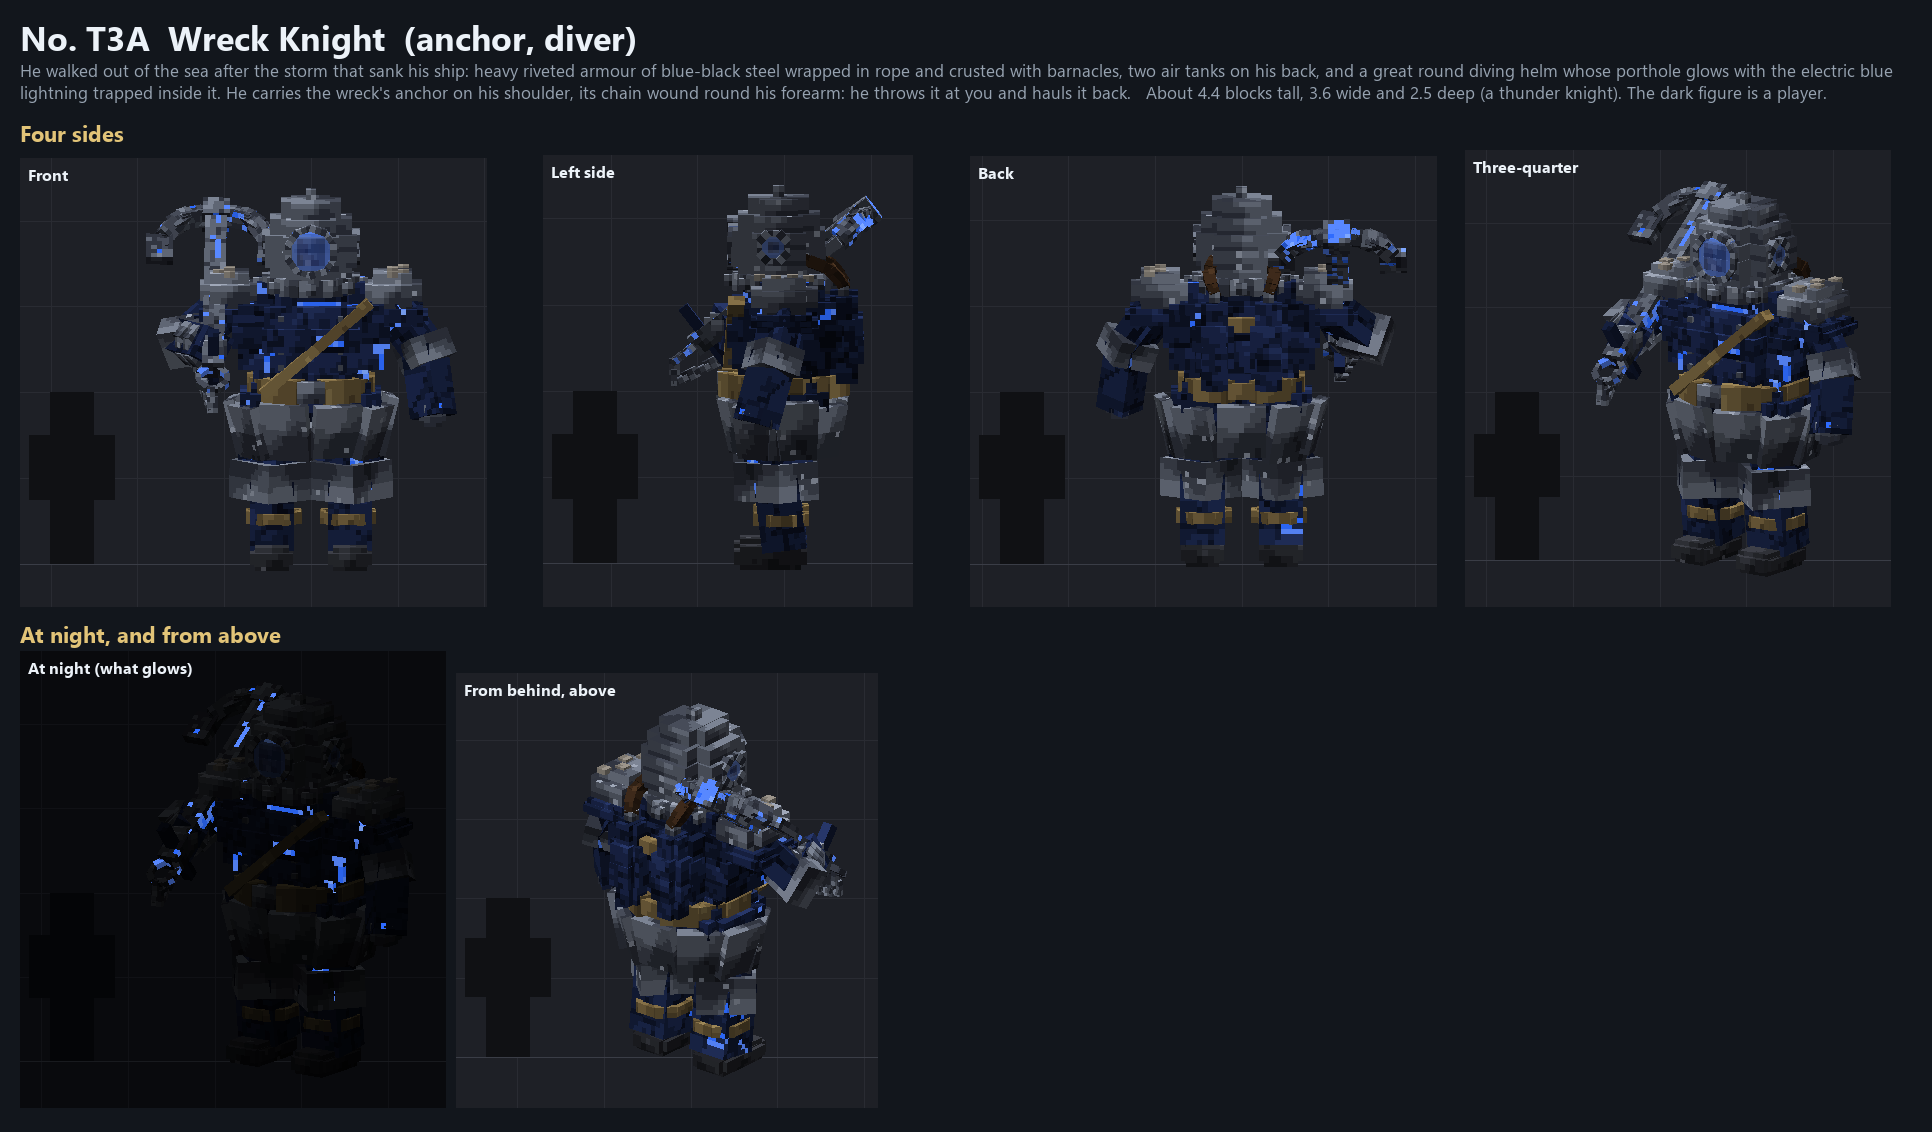 No. T3A Wreck Knight (anchor, diver)
He walked out of the sea after the storm that sank his ship: heavy riveted armour of blue-black steel wrapped in rope and crusted with barnacles, two air tanks on his back, and a great round diving helm whose porthole glows with the electric blue
lightning trapped inside it. He carries the wreck's anchor on his shoulder, its chain wound round his forearm: he throws it at you and hauls it back. About 4.4 blocks tall, 3.6 wide and 2.5 deep (a thunder knight). The dark figure is a player.
Four sides
Front
Left side
Back
Three-quarter
At night, and from above
At night (what glows)
From behind, above